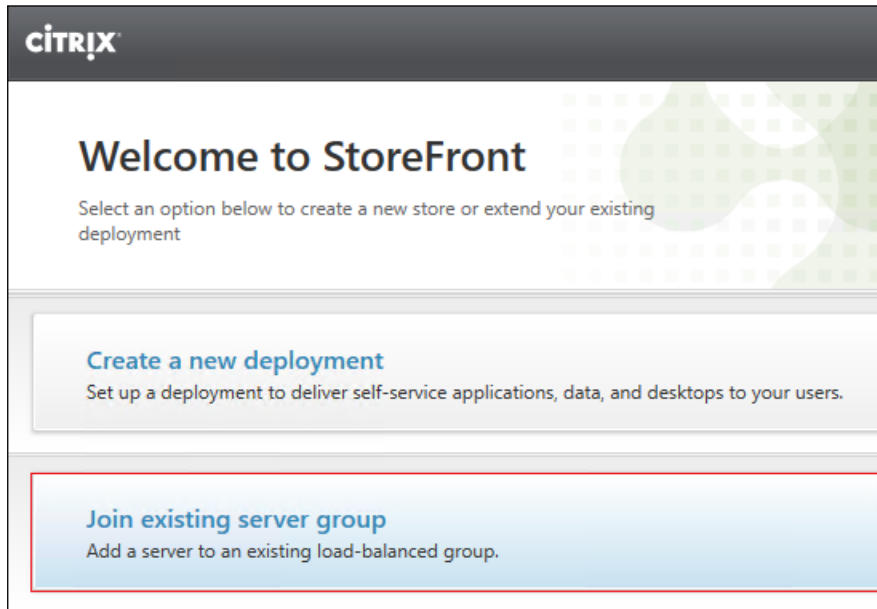 CİTRIX
Welcome to StoreFront
Select an option below to create a new store or extend your existing
deployment
Create a new deployment
Set up a deployment to deliver self-service applications, data, and desktops to your users.
Join existing server group
Add a server to an existing load-balanced group.